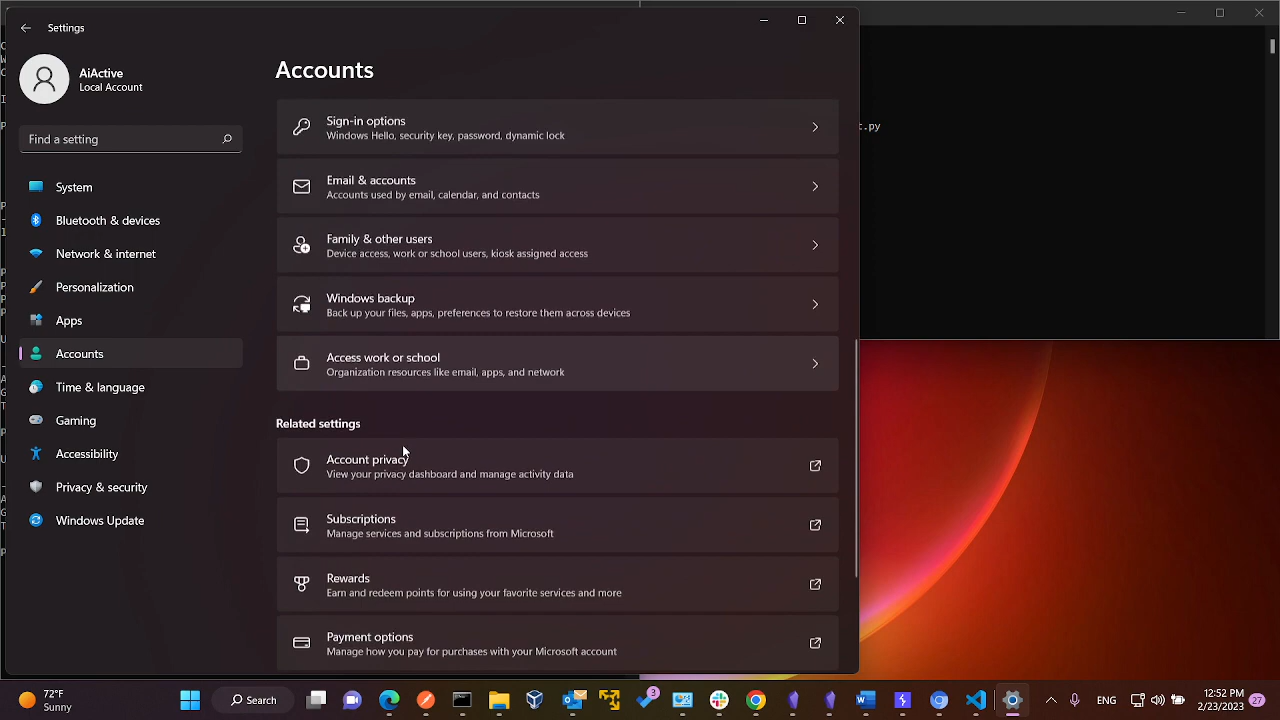 Settings
AiActive
Local Account
Find a setting
System
Bluetooth & devices
Network & internet
Personalization
Apps
Accounts
Time & language
Gaming
Accessibility
Privacy & security
Windows Update
Accounts
Sign-in options
Windows Hello, security key, password, dynamic lock
Email & accounts
Accounts used by email, calendar, and contacts
Family & other users
Device access, work or school users, kiosk assigned access
Windows backup
Back up your files, apps, preferences to restore them across devices
Access work or school
Organization resources like email, apps, and network
Related settings
Account privacy
View your privacy dashboard and manage activity data
Subscriptions
Manage services and subscriptions from Microsoft
Rewards
Earn and redeem points for using your favorite services and more
Payment options
Manage how you pay for purchases with your Microsoft account
t.py
72°F
Sunny
Search
3
ENG
12:52 PM
2/23/2023
27